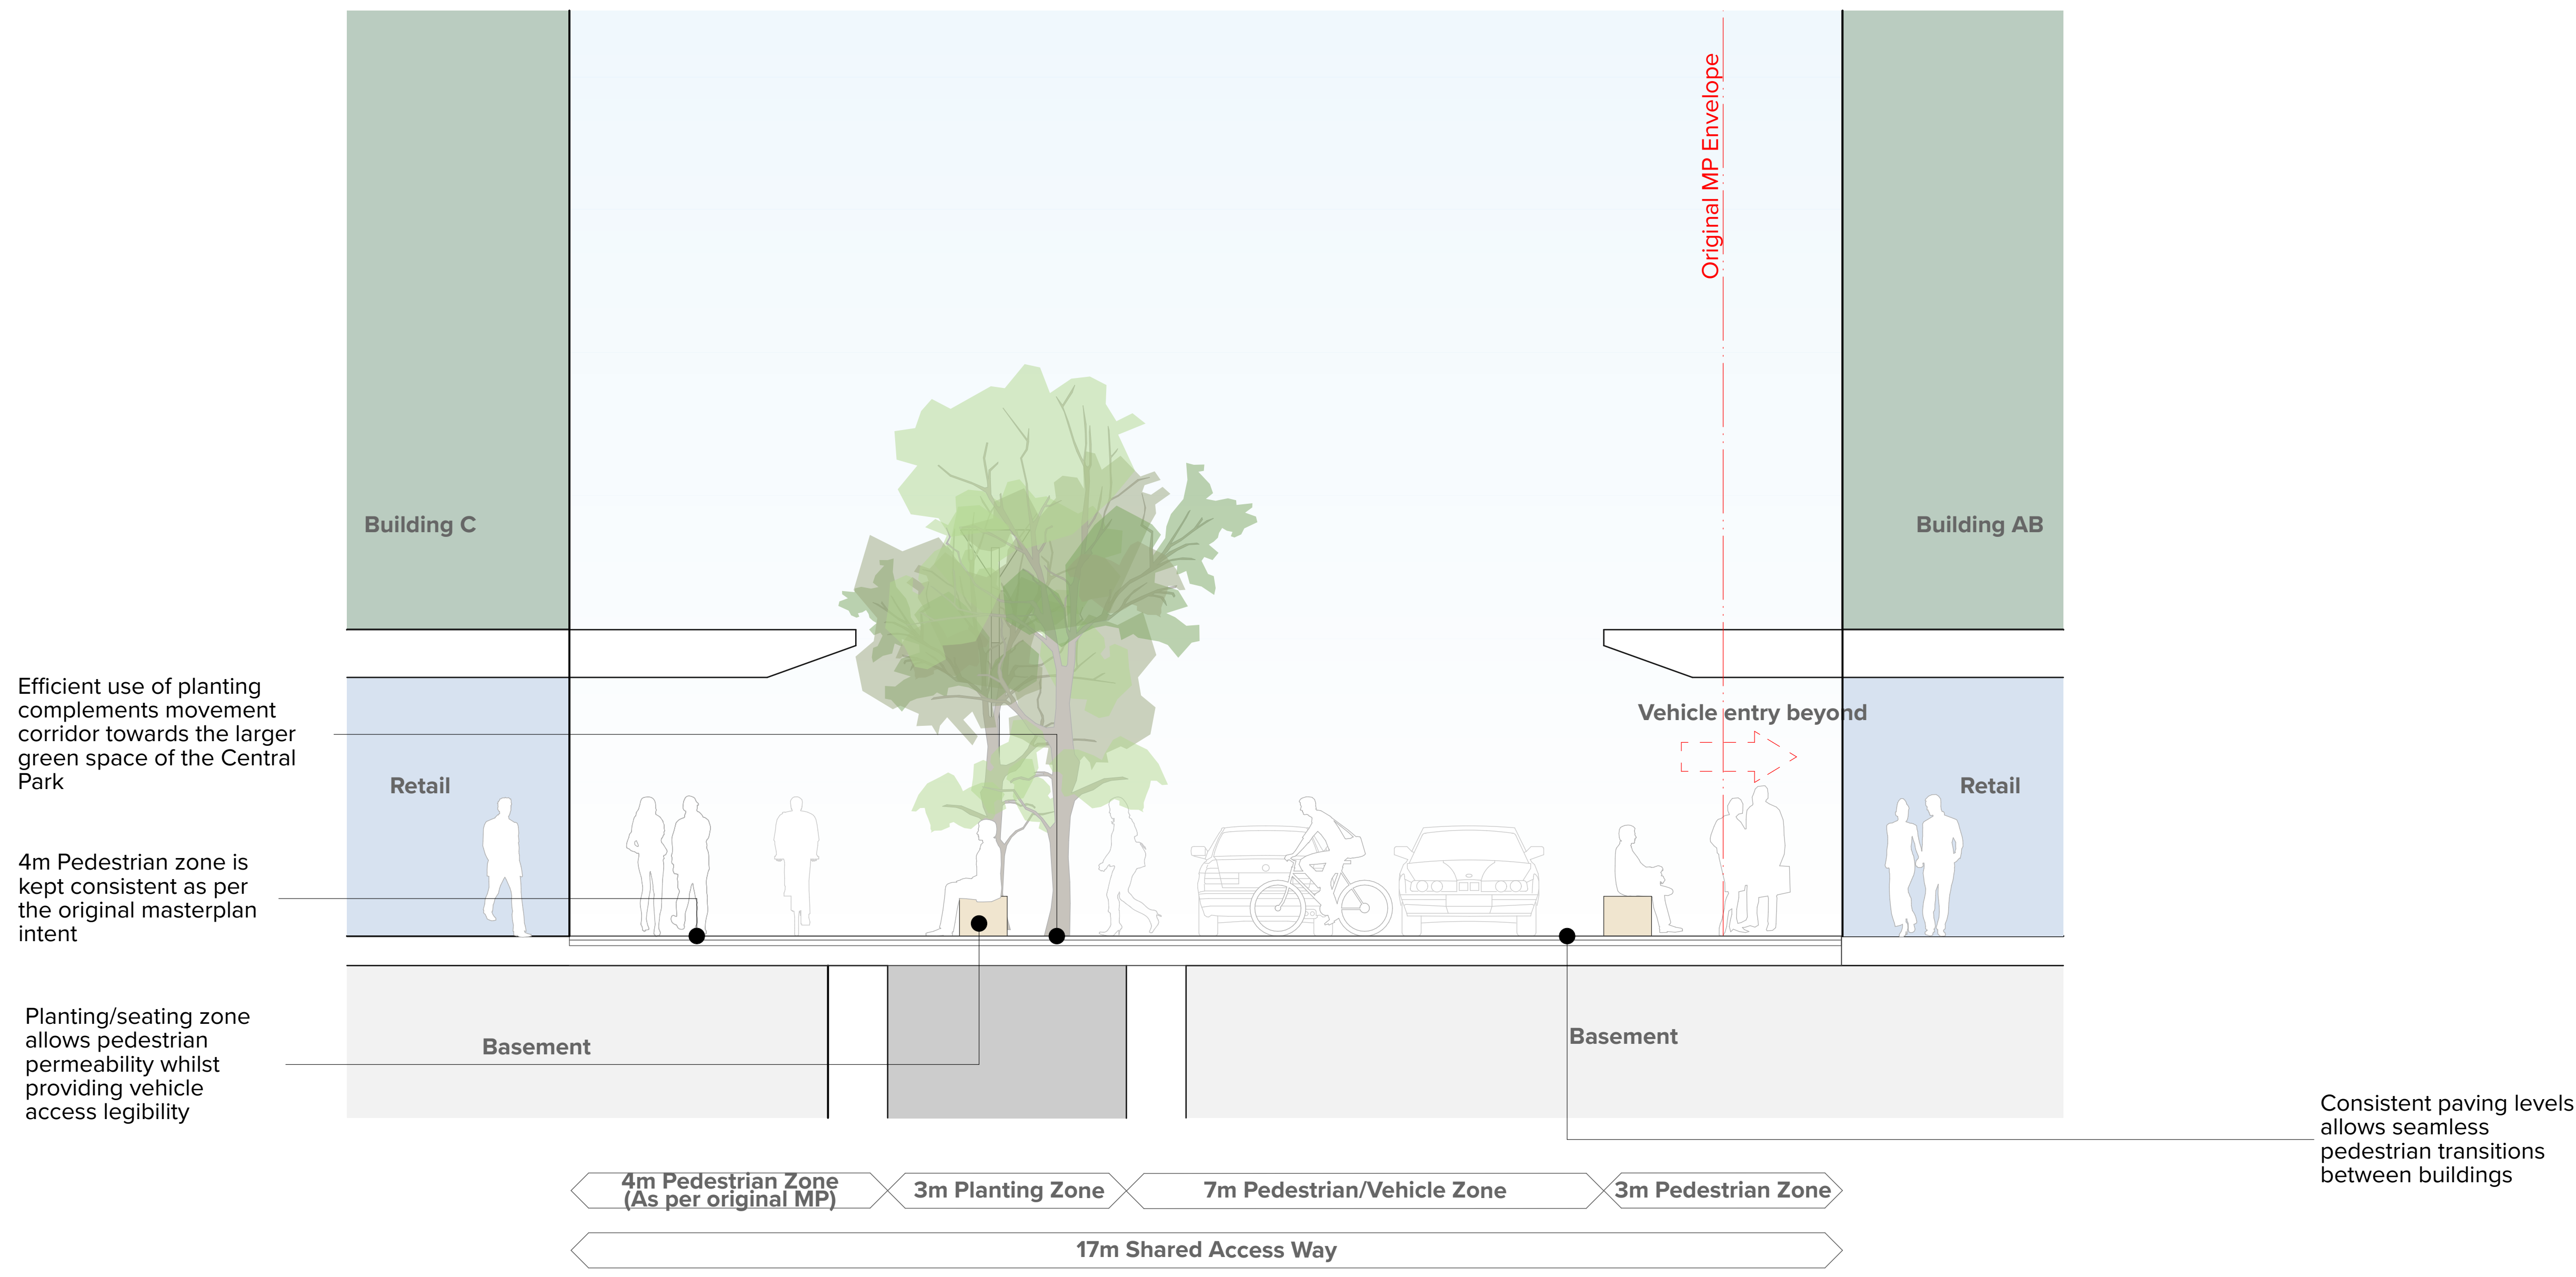 Original MP Envelope
Building C
Building AB
Efficient use of planting
complements movement
corridor towards the larger
green space of the Central
Park
Vehicle entry beyond
Retail
Retail
4m Pedestrian zone is
kept consistent as per
the original masterplan
intent
Planting/seating zone
allows pedestrian
permeability whilst
providing vehicle
access legibility
Basement
Basement
Consistent paving levels
allows seamless
pedestrian transitions
between buildings
4m Pedestrian Zone
(As per original MP)
3m Planting Zone
7m Pedestrian/Vehicle Zone
3m Pedestrian Zone
17m Shared Access Way